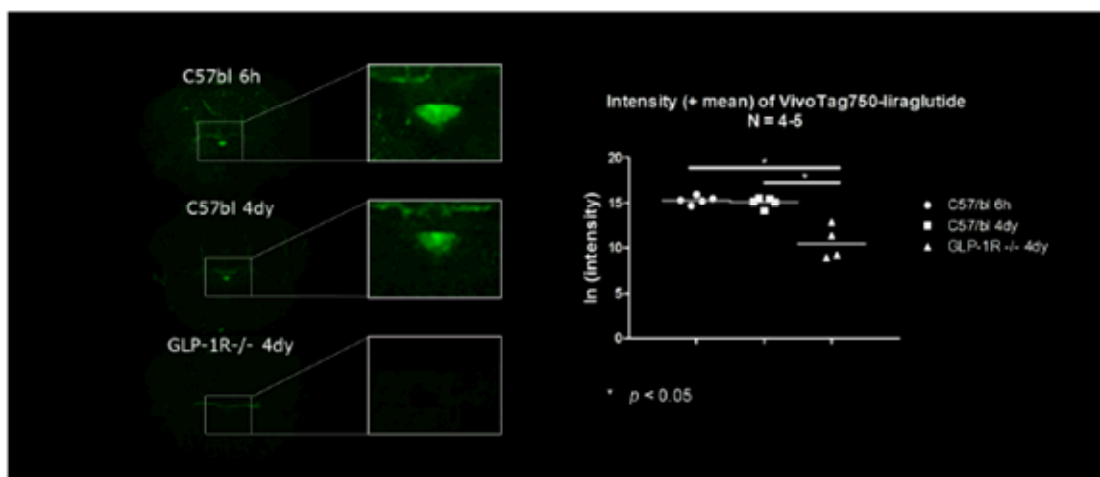 C57bl 6h
C57bl 4dy
GLP-1R-/- 4dy
Intensity (+ mean) of VivoTag750-liraglutide
N = 4-5
ln (intensity)
20
15
10
5
0
*
*
C57/bl 6h
C57/bl 4dy
GLP-1R -/- 4dy
* p < 0.05